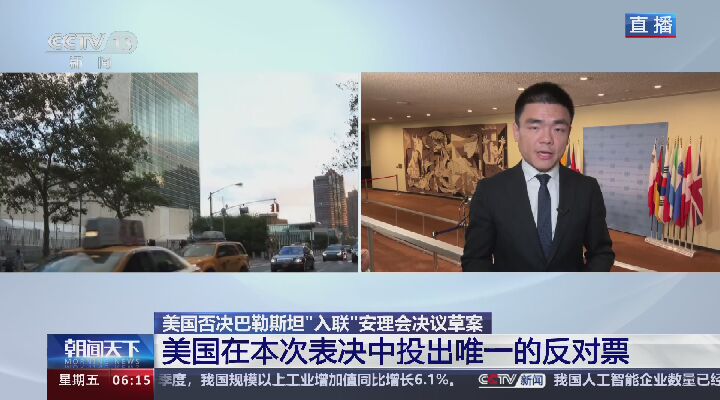 CCTV 13
新闻
直播
美国否决巴勒斯坦"入联"安理会决议草案
朝闻天下
MORNING NEWS
美国在本次表决中投出唯一的反对票
星期五 06:15 季度，我国规模以上工业增加值同比增长6.1%。 CCTV 新闻 我国人工智能企业数量已经